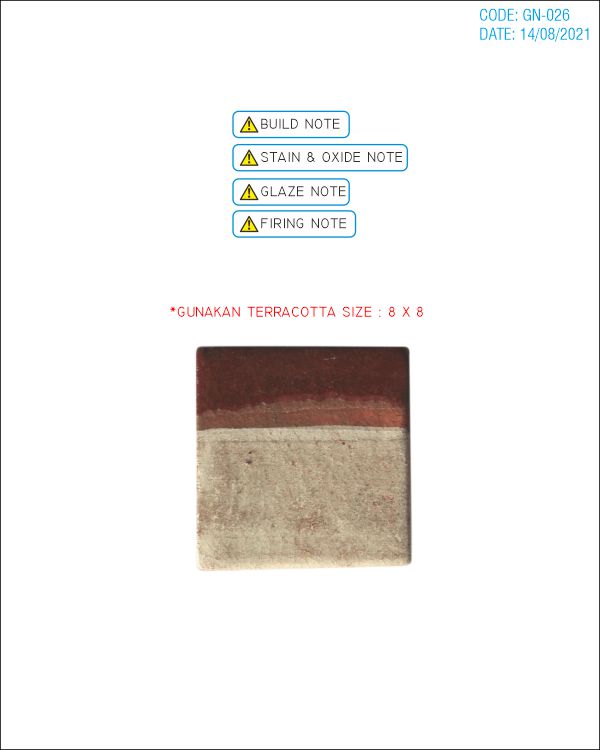 CODE: GN-026
DATE: 14/08/2021
BUILD NOTE
STAIN & OXIDE NOTE
GLAZE NOTE
FIRING NOTE
*GUNAKAN TERRACOTTA SIZE : 8 X 8